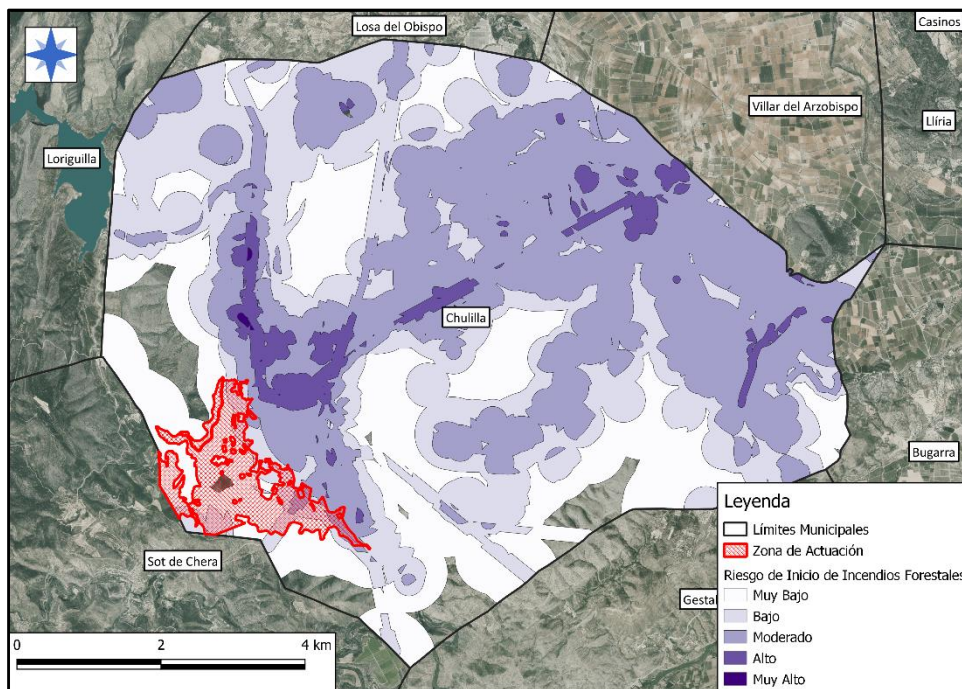 Losa del Obispo
Casinos
Villar del Arzobispo
Llíria
Loriguilla
Chulilla
Bugarra
Sot de Chera
Gestal
Leyenda
Límites Municipales
Zona de Actuación
Riesgo de Inicio de Incendios Forestales
Muy Bajo
Bajo
Moderado
Alto
Muy Alto
0 2 4 km